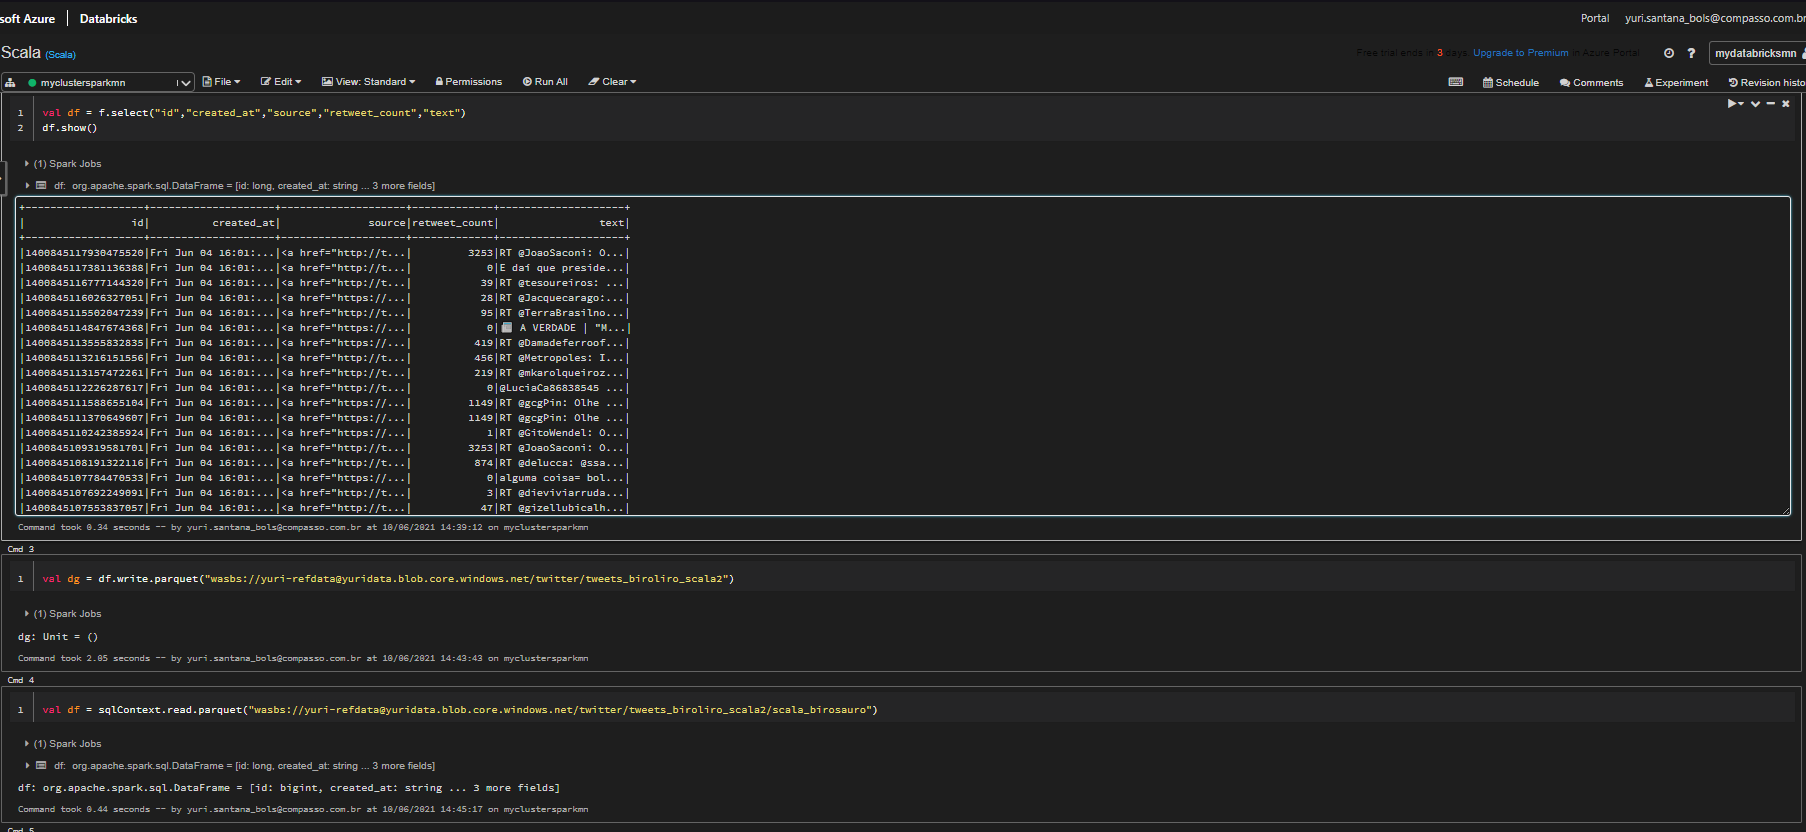 soft Azure | Databricks
Portal yuri.santana_bols@compasso.com.br
Scala (Scala)
Free trial ends in 3 days. Upgrade to Premium in Azure Portal
? mydatabricksmn
myclustersparkmn File Edit View: Standard Permissions Run All Clear
Schedule Comments Experiment Revision histo
1 val df = f.select("id","created_at","source","retweet_count","text")
2 df.show()
(1) Spark Jobs
df: org.apache.spark.sql.DataFrame = [id: long, created_at: string ... 3 more fields]
+-------------------+--------------------+--------------------+-------------+--------------------+
|                 id|          created_at|              source|retweet_count|                text|
+-------------------+--------------------+--------------------+-------------+--------------------+
|1400845117930475520|Fri Jun 04 16:01:...|<a href="http://t...|         3253|RT @JoaoSaconi: O...|
|1400845117381136388|Fri Jun 04 16:01:...|<a href="http://t...|            0|E daí que preside...|
|1400845116777144320|Fri Jun 04 16:01:...|<a href="http://t...|           39|RT @tesoureiros: ...|
|1400845116026327051|Fri Jun 04 16:01:...|<a href="https://...|           28|RT @Jacquecarago:...|
|1400845115502047239|Fri Jun 04 16:01:...|<a href="http://t...|           95|RT @TerraBrasilno...|
|1400845114847674368|Fri Jun 04 16:01:...|<a href="https://...|            0| A VERDADE | "M...|
|1400845113555832835|Fri Jun 04 16:01:...|<a href="http://t...|          419|RT @Damadeferroof...|
|1400845113216151556|Fri Jun 04 16:01:...|<a href="http://t...|          456|RT @Metropoles: I...|
|1400845113157472261|Fri Jun 04 16:01:...|<a href="http://t...|          219|RT @mkarolqueiroz...|
|1400845112226287617|Fri Jun 04 16:01:...|<a href="https://...|            0|@LuciaCa86838545 ...|
|1400845111588655104|Fri Jun 04 16:01:...|<a href="http://t...|         1149|RT @gcgPin: Olhe ...|
|1400845111370649607|Fri Jun 04 16:01:...|<a href="https://...|         1149|RT @gcgPin: Olhe ...|
|1400845110242385924|Fri Jun 04 16:01:...|<a href="https://...|            1|RT @GitoWendel: O...|
|1400845109319581701|Fri Jun 04 16:01:...|<a href="http://t...|         3253|RT @JoaoSaconi: O...|
|1400845108191322116|Fri Jun 04 16:01:...|<a href="http://t...|          874|RT @delucca: @ssa...|
|1400845107784470533|Fri Jun 04 16:01:...|<a href="https://...|            0|alguma coisa= bol...|
|1400845107692249091|Fri Jun 04 16:01:...|<a href="http://t...|            3|RT @dieviviarruda...|
|1400845107553837057|Fri Jun 04 16:01:...|<a href="http://t...|           47|RT @gizellubicalh...|
Command took 0.34 seconds -- by yuri.santana_bols@compasso.com.br at 10/06/2021 14:39:12 on myclustersparkmn
Cmd 3
1 val dg = df.write.parquet("wasbs://yuri-refdata@yuridata.blob.core.windows.net/twitter/tweets_biroliro_scala2")
(1) Spark Jobs
dg: Unit = ()
Command took 2.05 seconds -- by yuri.santana_bols@compasso.com.br at 10/06/2021 14:43:43 on myclustersparkmn
Cmd 4
1 val df = sqlContext.read.parquet("wasbs://yuri-refdata@yuridata.blob.core.windows.net/twitter/tweets_biroliro_scala2/scala_birosauro")
(1) Spark Jobs
df: org.apache.spark.sql.DataFrame = [id: long, created_at: string ... 3 more fields]
df: org.apache.spark.sql.DataFrame = [id: bigint, created_at: string ... 3 more fields]
Command took 0.44 seconds -- by yuri.santana_bols@compasso.com.br at 10/06/2021 14:45:17 on myclustersparkmn
Cmd 5